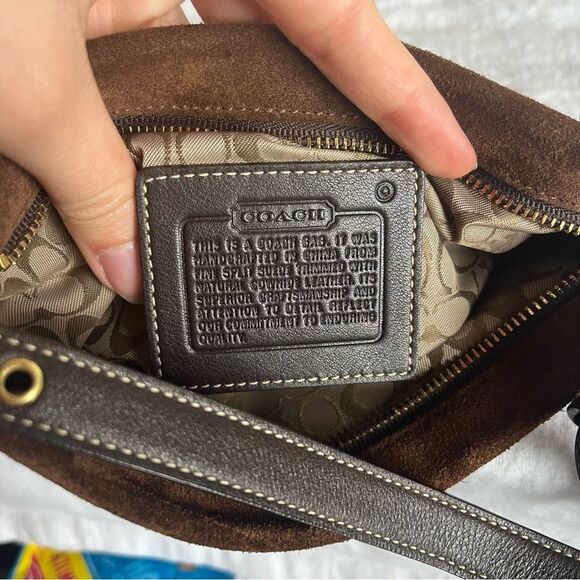 COACH
THIS IS A COACH BAG. IT WAS
HANDCRAFTED IN CHINA FROM
FINE SPLIT SUEDE TRIMMED WITH
NATURAL COWHIDE LEATHER. ITS
SUPERIOR CRAFTSMANSHIP AND
ATTENTION TO DETAIL REFLECT
OUR COMMITMENT TO ENDURING
QUALITY.